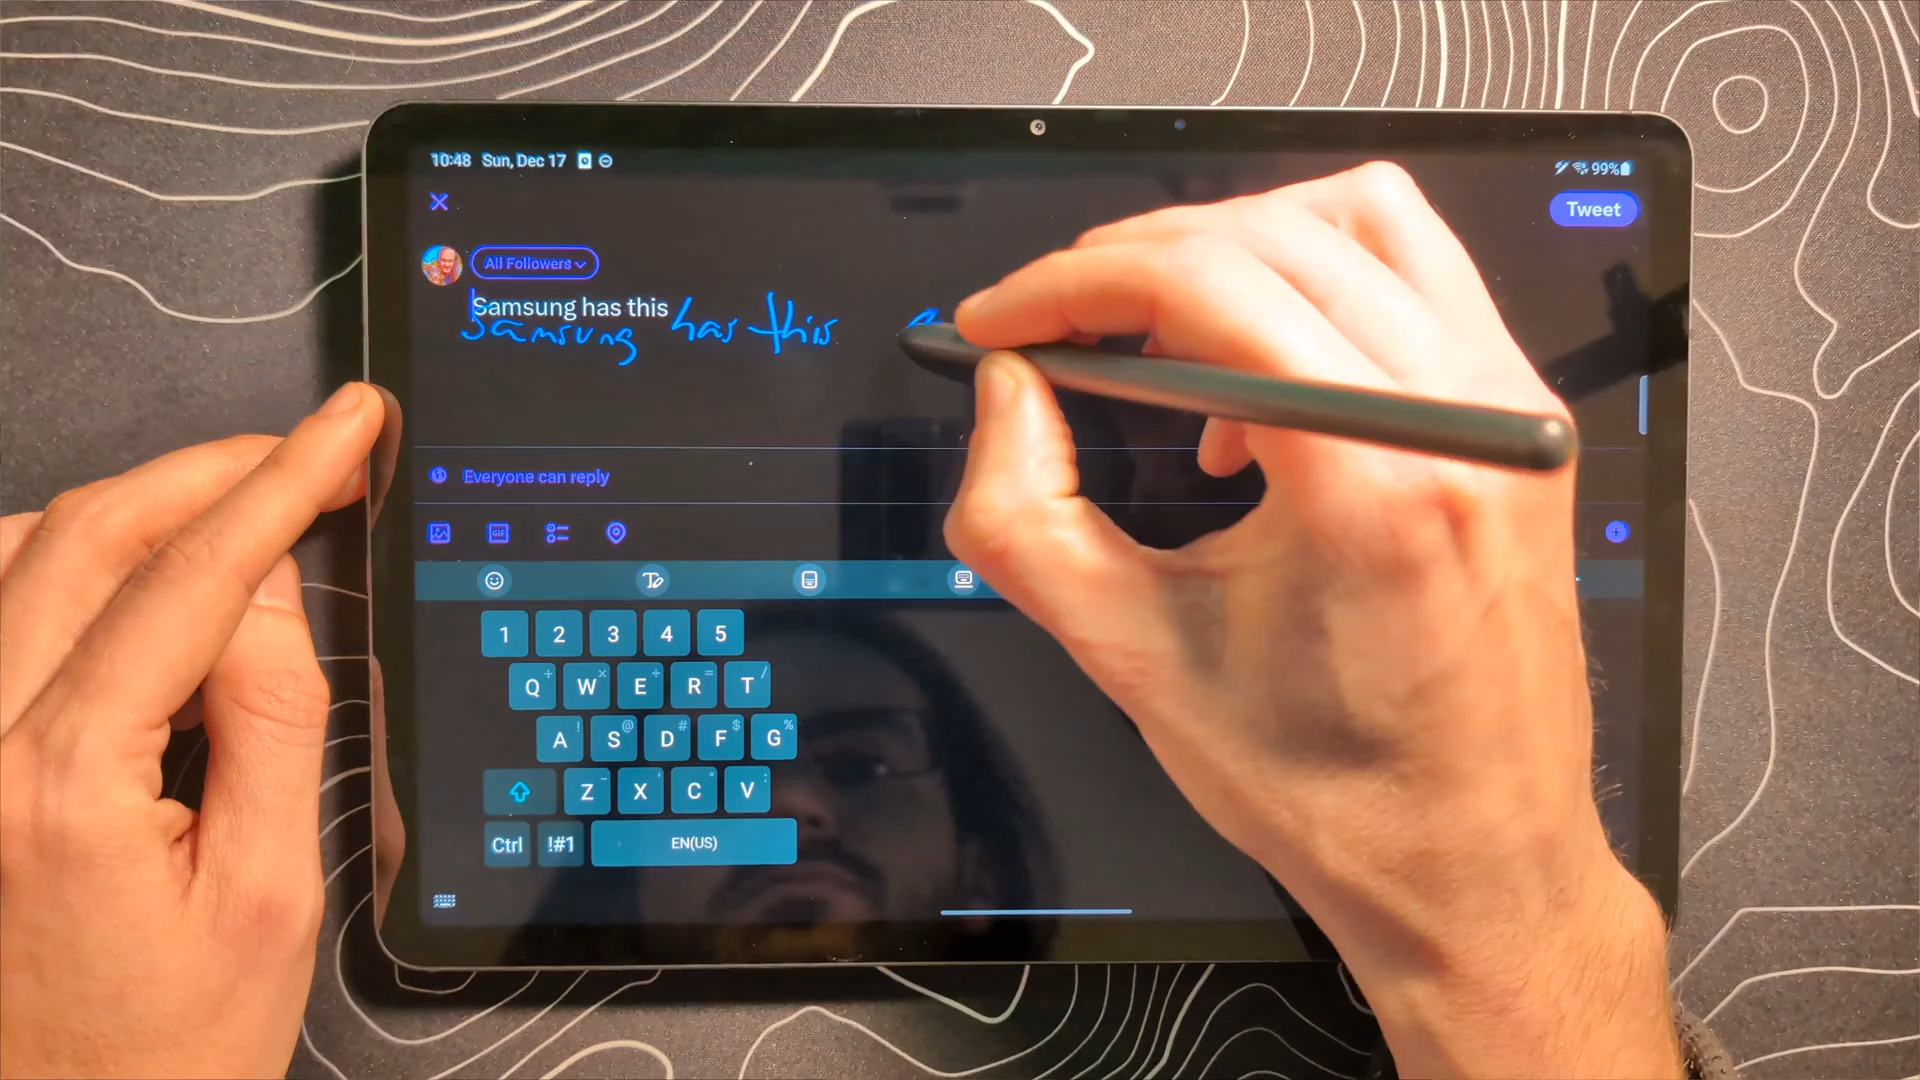 10:48 Sun, Dec 17
99%
Tweet
All Followers
Samsung has this
Samsung has this
Everyone can reply
GIF
1 2 3 4 5
Q + W × E ÷ R = T /
A ! S @ D # F $ G %
Z X C V
Ctrl !#1 EN(US)